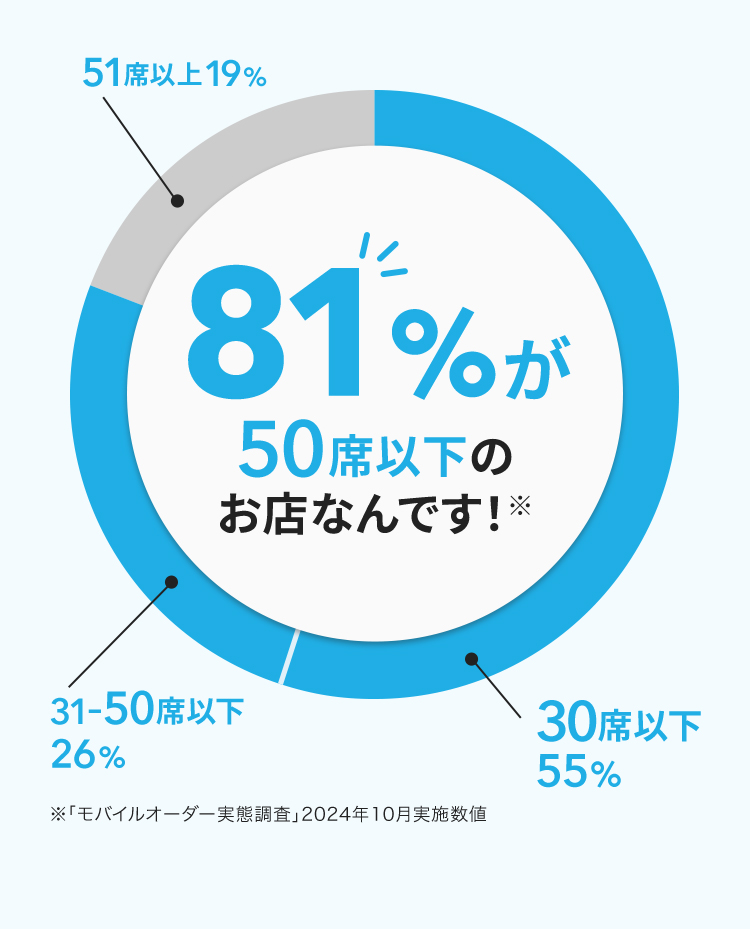 51席以上19%
81%が
50席以下の
お店なんです!※
31-50席以下
26%
30席以下
55%
※「モバイルオーダー実態調査」2024年10月実施数値